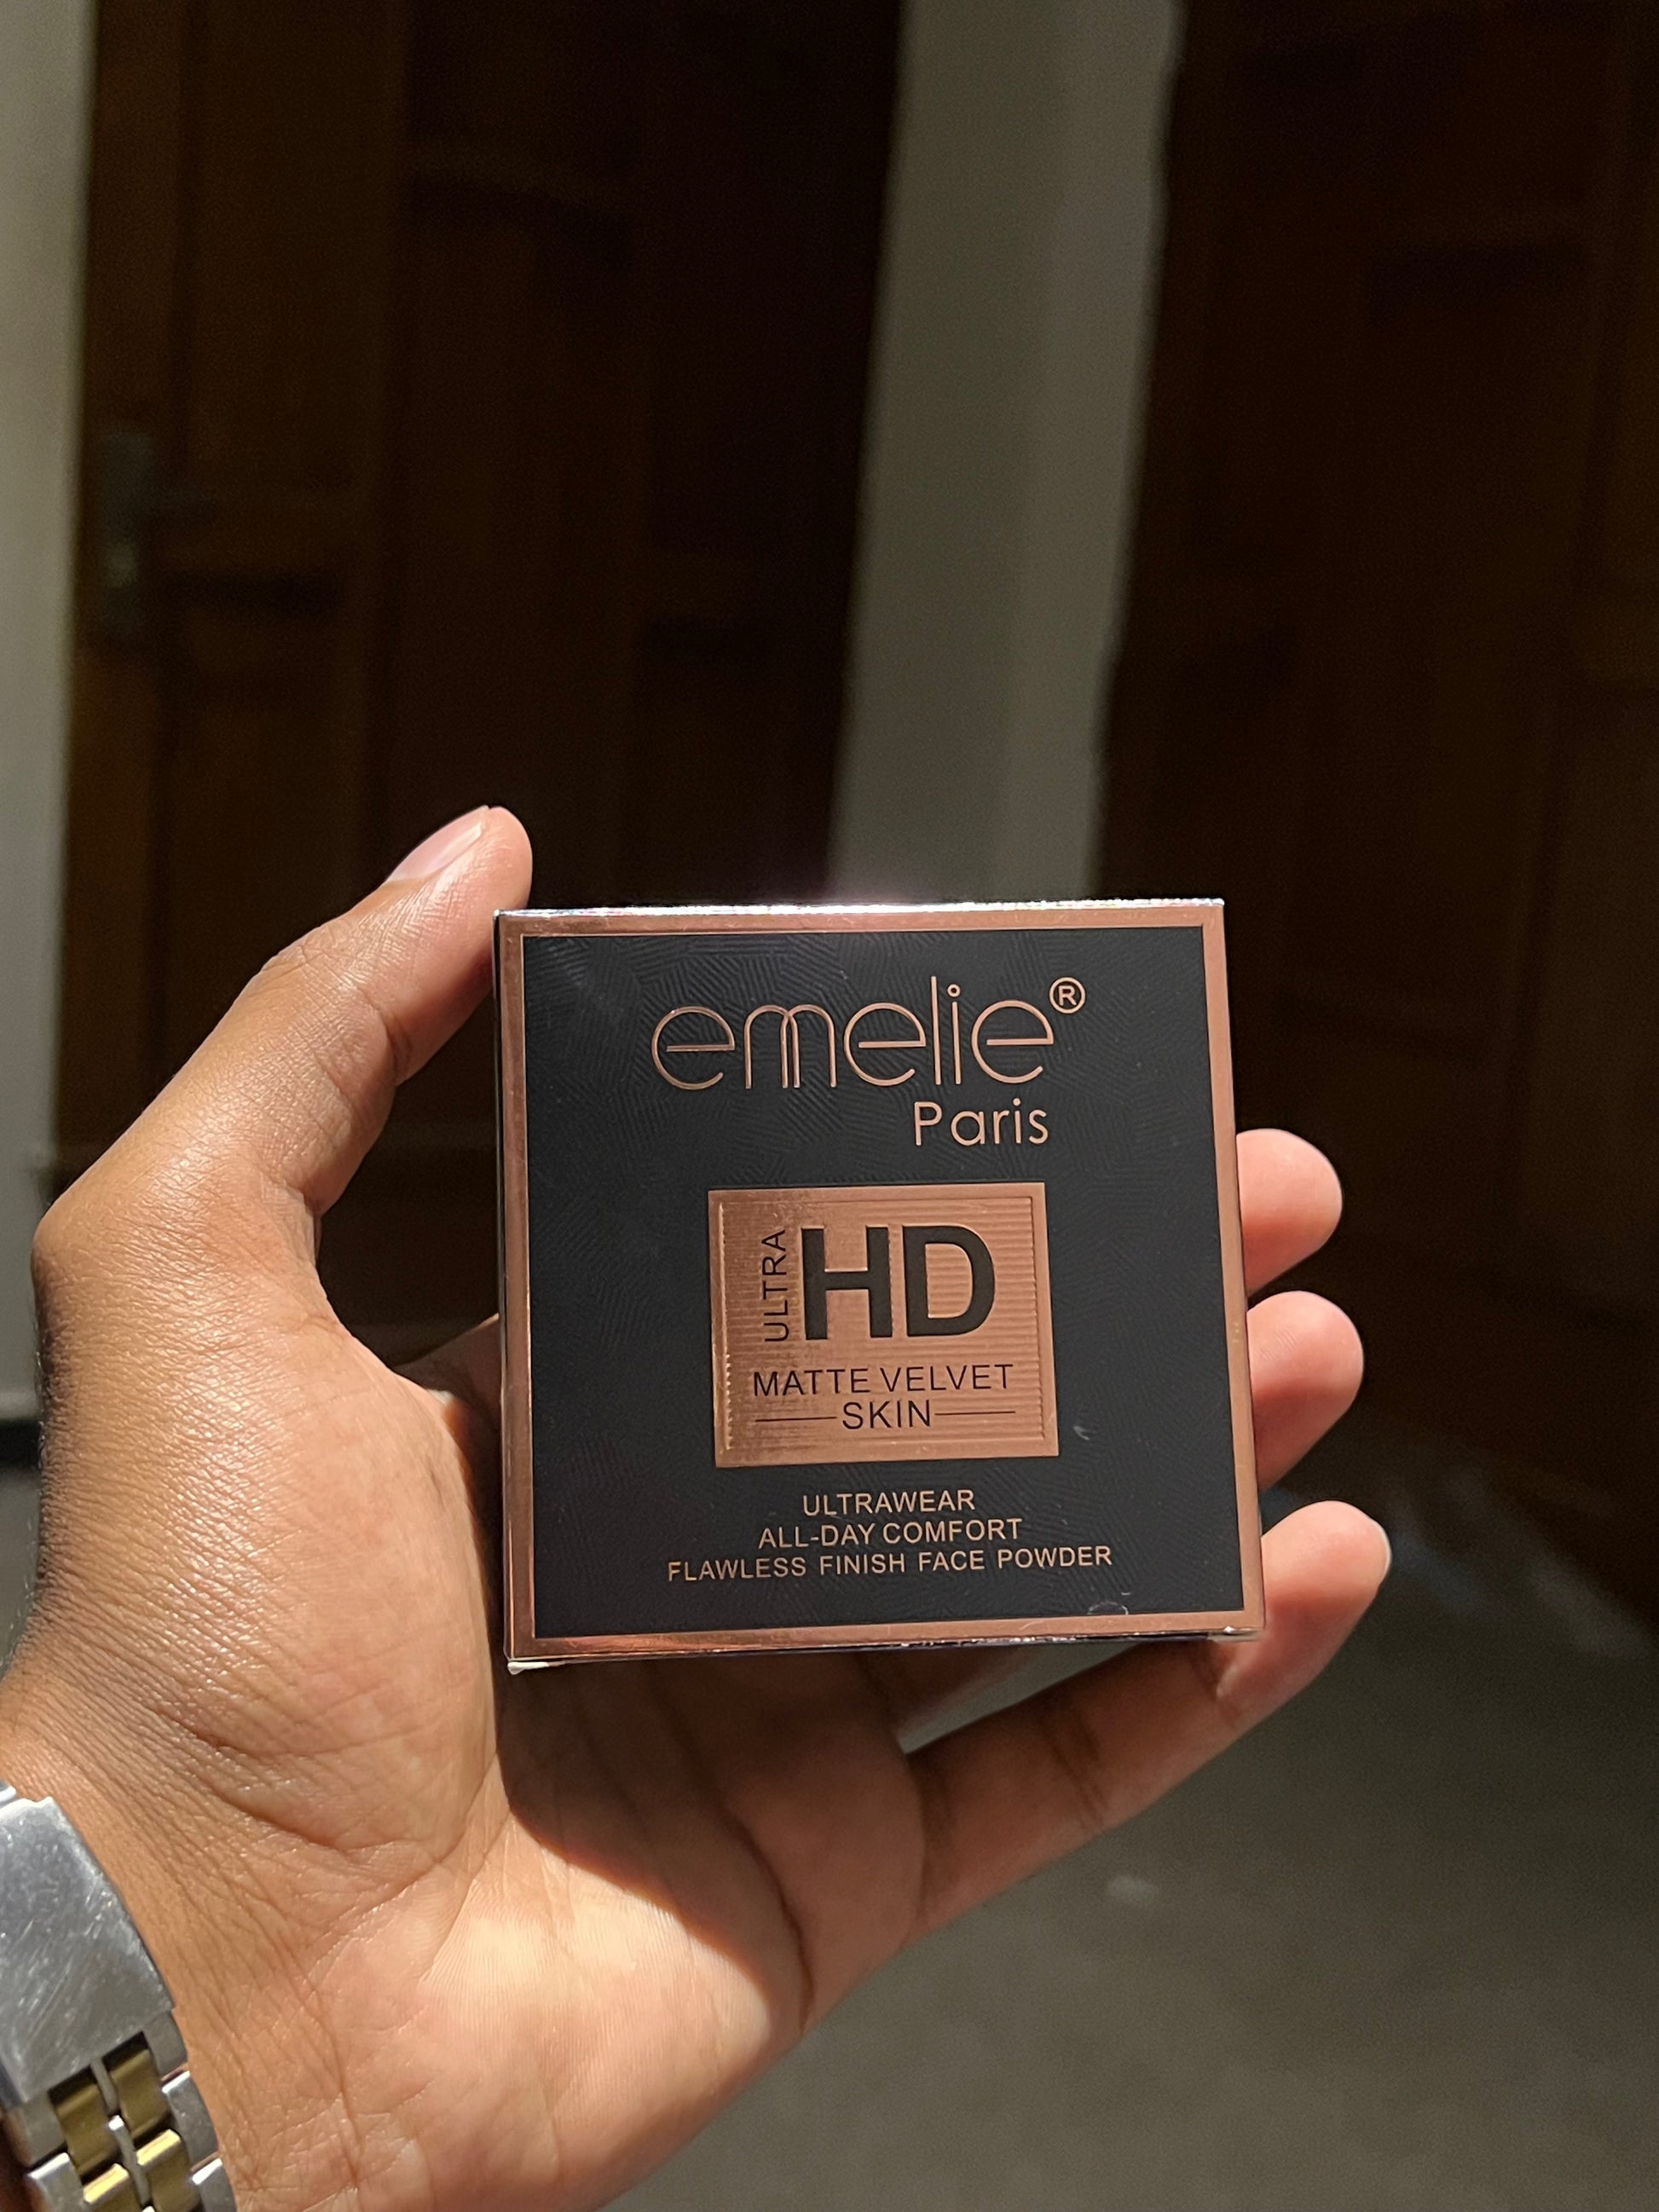 emelie®
Paris
ULTRA HD
MATTE VELVET
SKIN
ULTRAWEAR
ALL-DAY COMFORT
FLAWLESS FINISH FACE POWDER